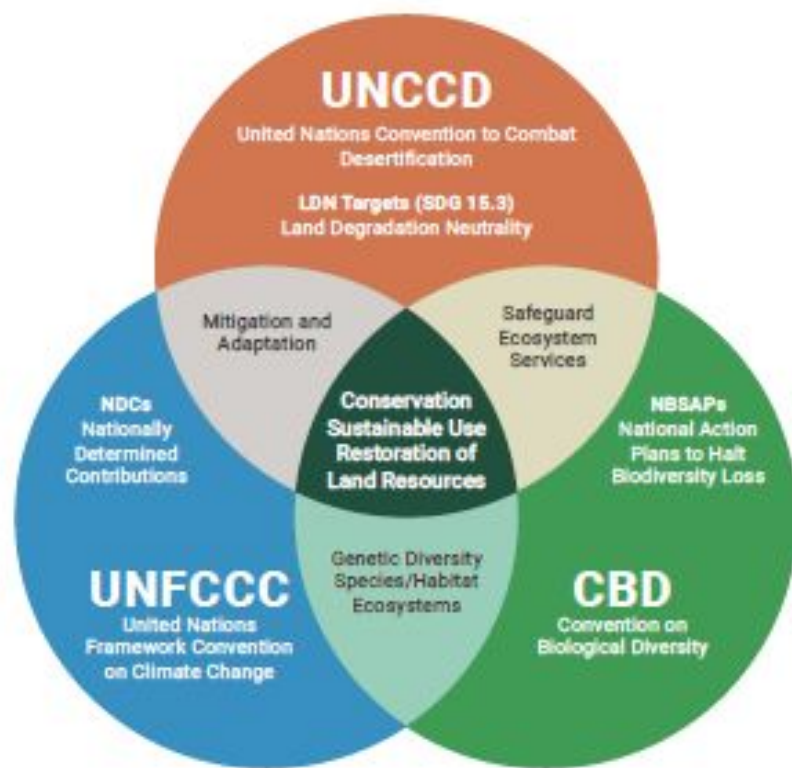 UNCCD
United Nations Convention to Combat
Desertification
LDN Targets (SDG 15.3)
Land Degradation Neutrality
Mitigation and
Adaptation
Safeguard
Ecosystem
Services
NDCs
Nationally
Determined
Contributions
Conservation
Sustainable Use
Restoration of
Land Resources
NBSAPs
National Action
Plans to Halt
Biodiversity Loss
UNFCCC
United Nations
Framework Convention
on Climate Change
Genetic Diversity
Species/Habitat
Ecosystems
CBD
Convention on
Biological Diversity